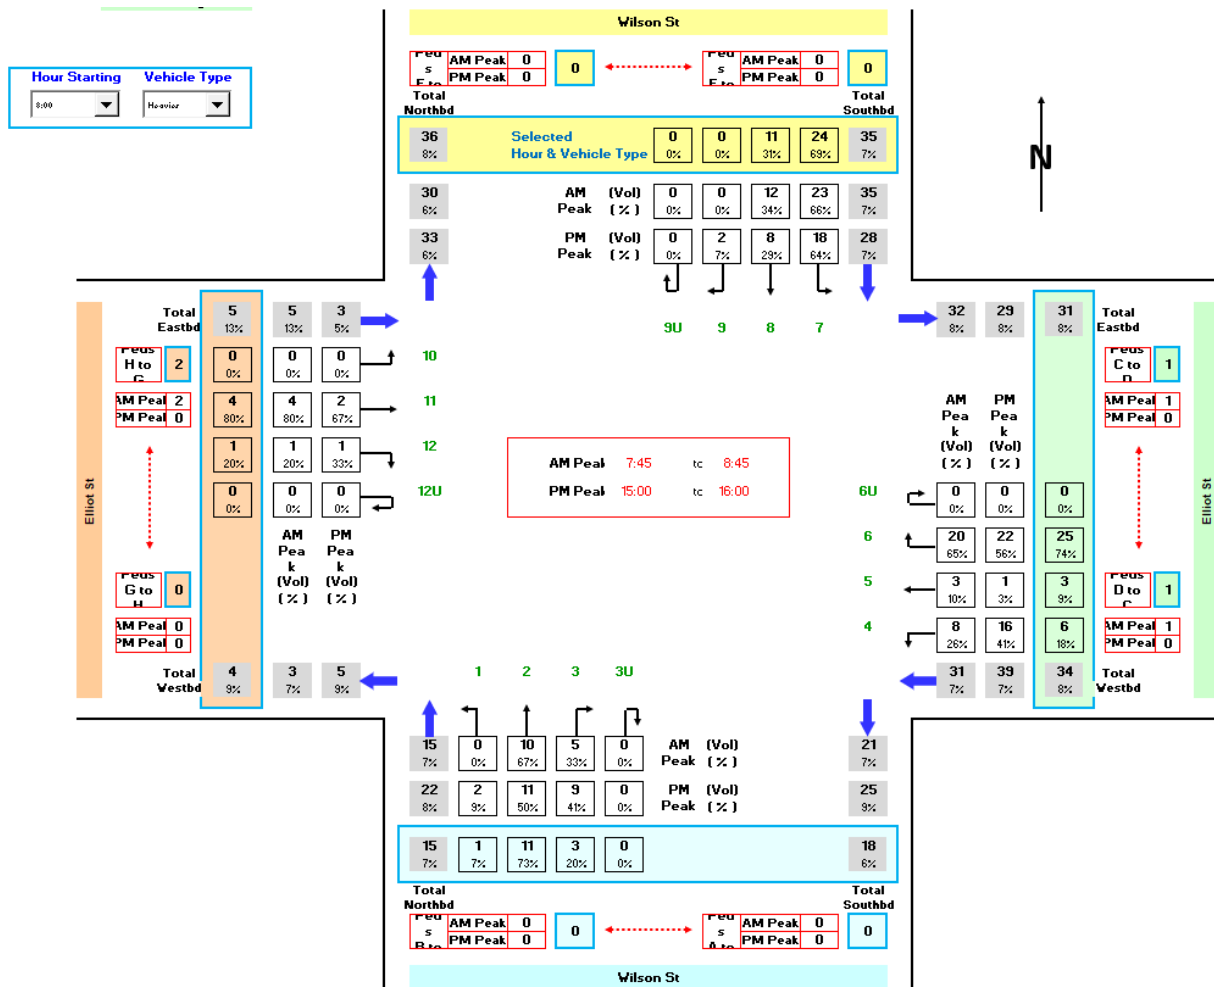 Wilson St
Hour Starting Vehicle Type
8:00 Heavies
AM Peak 0 0 AM Peak 0 0
s PM Peak 0 s PM Peak 0
Total Northbd Total Southbd
36 Selected 0 0 11 24 35
8% Hour & Vehicle Type 0% 0% 31% 69% 7%
N
30 AM (Vol) 0 0 12 23 35
6% Peak (%) 0% 0% 34% 66% 7%
33 PM (Vol) 0 2 8 18 28
6% Peak (%) 0% 7% 29% 64% 7%
9U 9 8 7
Total Eastbd 5 5 3
13% 13% 5%
32 29 31 Total Eastbd
8% 8% 8%
Peds H to 2
0 0 0 10
0% 0% 0%
Peds C to 1
AM Peak 2
PM Peak 0
4 4 2 11
80% 80% 67%
AM Peak (Vol) (%) PM Peak (Vol) (%)
AM Peak 1
PM Peak 0
1 1 1 12
20% 20% 33%
Elliot St
0 0 0 12U
0% 0% 0%
AM Peak 7:45 to 8:45
PM Peak 15:00 to 16:00
6U 0 0 0
0% 0% 0%
Elliot St
AM Peak (Vol) (%) PM Peak (Vol) (%)
6 20 22 25
65% 56% 74%
Peds G to 0
5 3 1 3
10% 3% 9%
Peds D to 1
AM Peak 0
PM Peak 0
4 8 16 6
26% 41% 18%
AM Peak 1
PM Peak 0
Total Westbd 4 3 5
9% 7% 9%
1 2 3 3U
31 39 34 Total Westbd
7% 7% 8%
15 0 10 5 0 AM (Vol) 21
7% 0% 67% 33% 0% Peak (%) 7%
22 2 11 9 0 PM (Vol) 25
8% 9% 50% 41% 0% Peak (%) 9%
15 1 11 3 0 18
7% 7% 73% 20% 0% 6%
Total Northbd Total Southbd
AM Peak 0 0 AM Peak 0 0
s PM Peak 0 s PM Peak 0
Wilson St